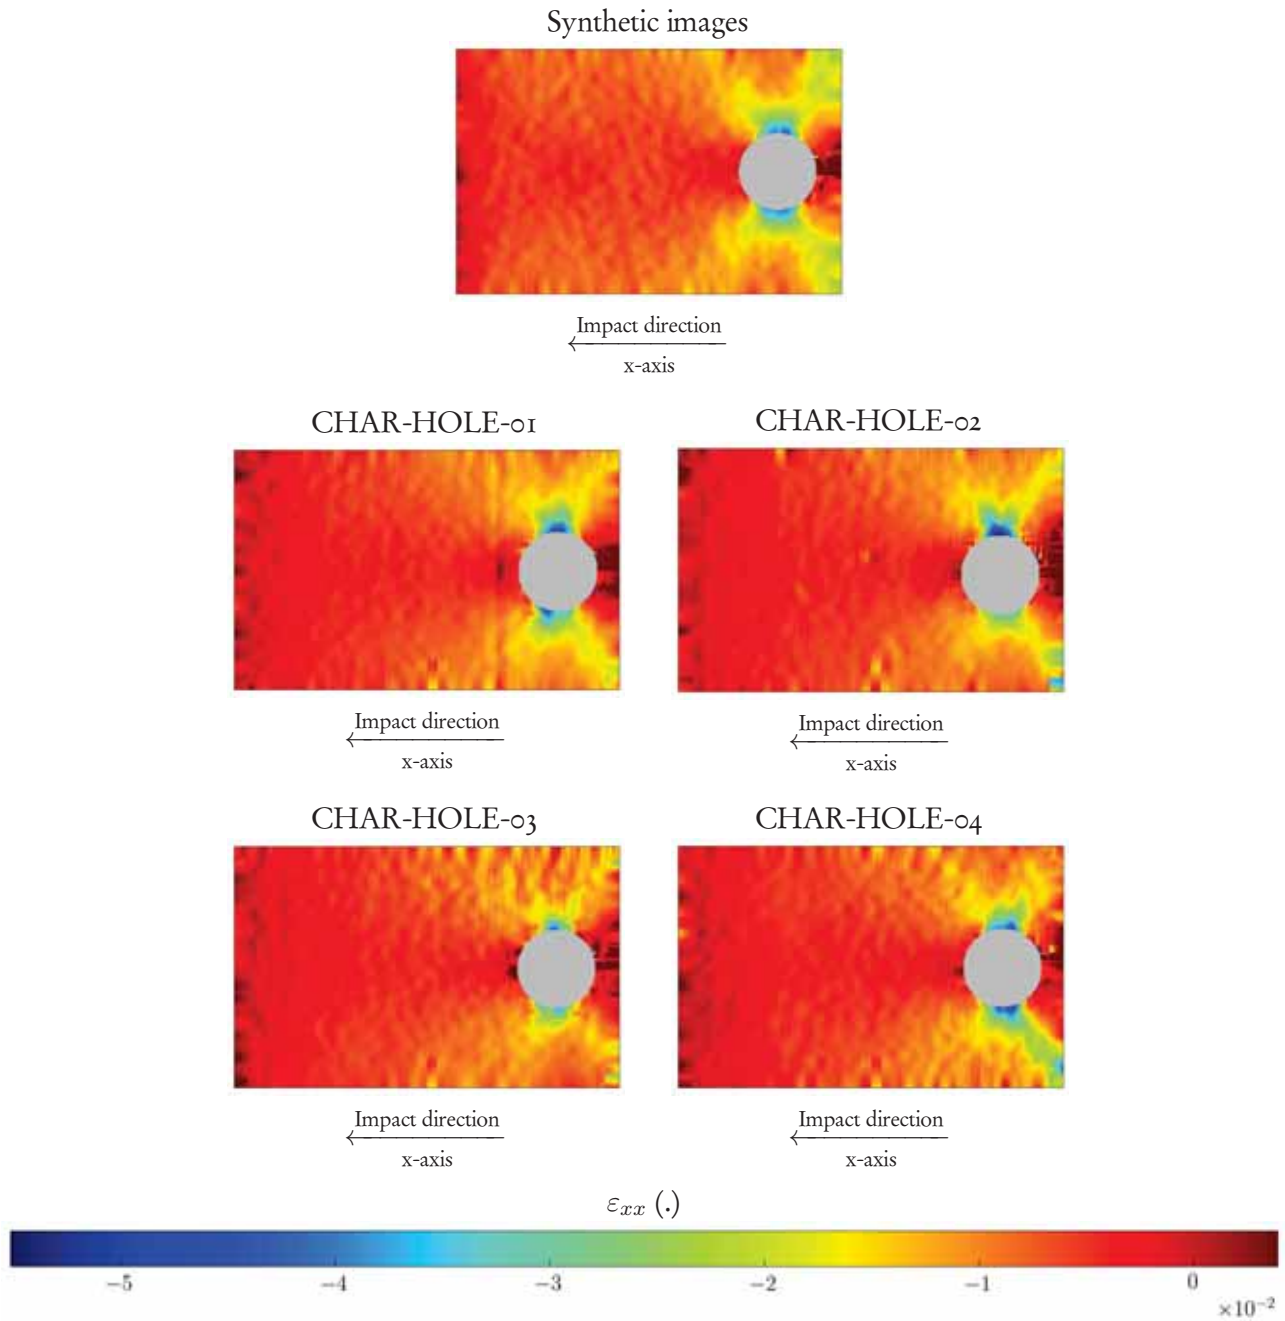 Synthetic images
Impact direction
x-axis
CHAR-HOLE-01 CHAR-HOLE-02
Impact direction Impact direction
x-axis x-axis
CHAR-HOLE-03 CHAR-HOLE-04
Impact direction Impact direction
x-axis x-axis
εxx (.)
−5 −4 −3 −2 −1 0
×10−2